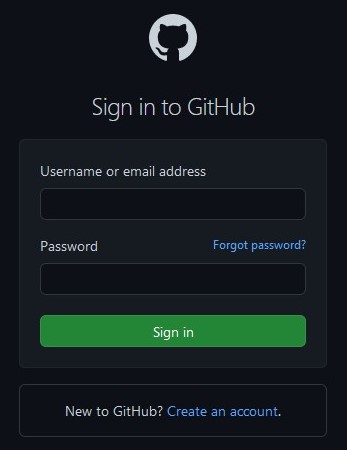 Sign in to GitHub
Username or email address
Password Forgot password?
Sign in
New to GitHub? Create an account.